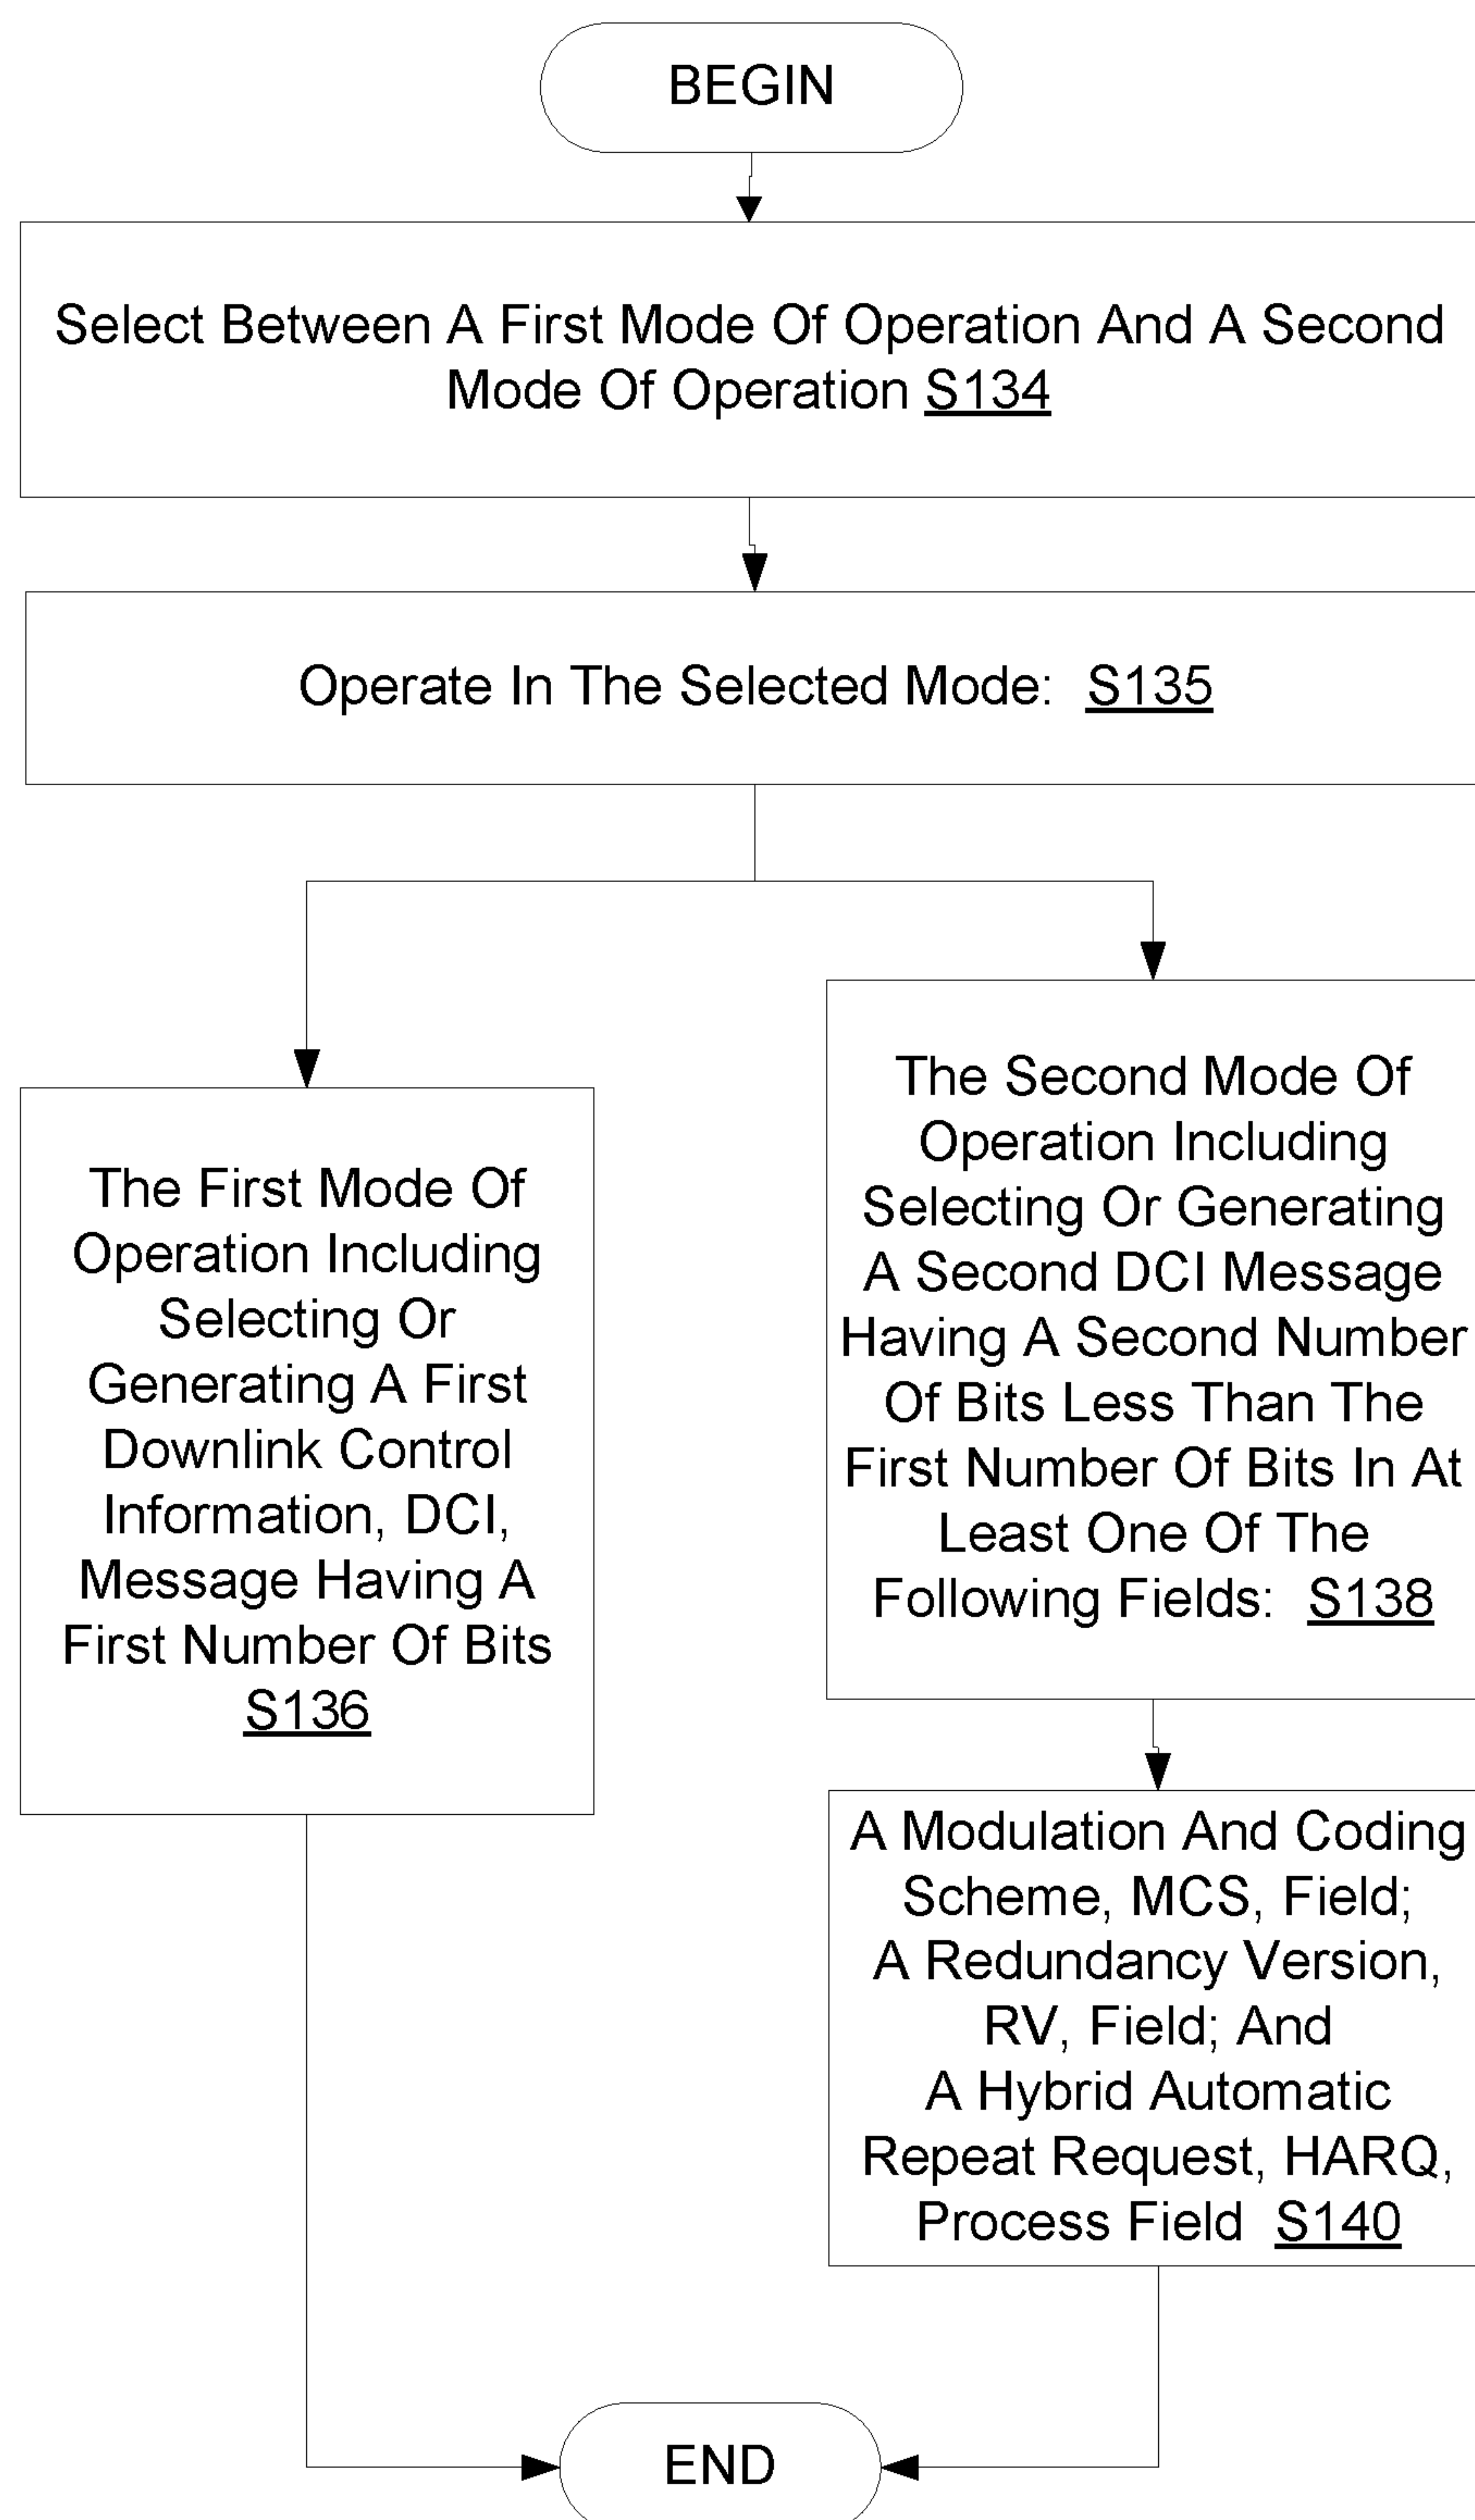 BEGIN
Select Between A First Mode Of Operation And A Second
Mode Of Operation S134
Operate In The Selected Mode: S135
The First Mode Of
Operation Including
Selecting Or
Generating A First
Downlink Control
Information, DCI,
Message Having A
First Number Of Bits
S136
The Second Mode Of
Operation Including
Selecting Or Generating
A Second DCI Message
Having A Second Number
Of Bits Less Than The
First Number Of Bits In At
Least One Of The
Following Fields: S138
A Modulation And Coding
Scheme, MCS, Field;
A Redundancy Version,
RV, Field; And
A Hybrid Automatic
Repeat Request, HARQ,
Process Field S140
END